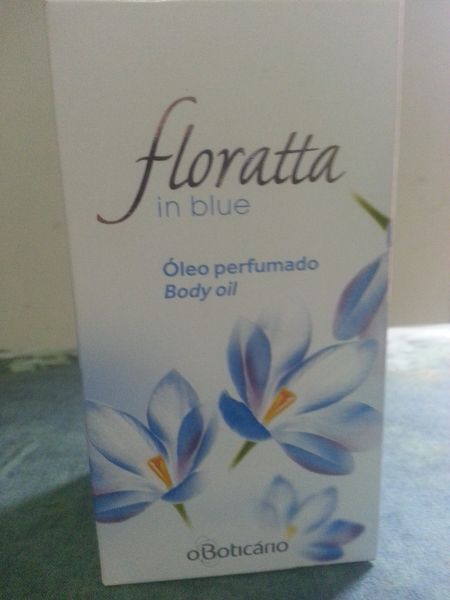 floratta
in blue
Óleo perfumado
Body oil
oBoticário